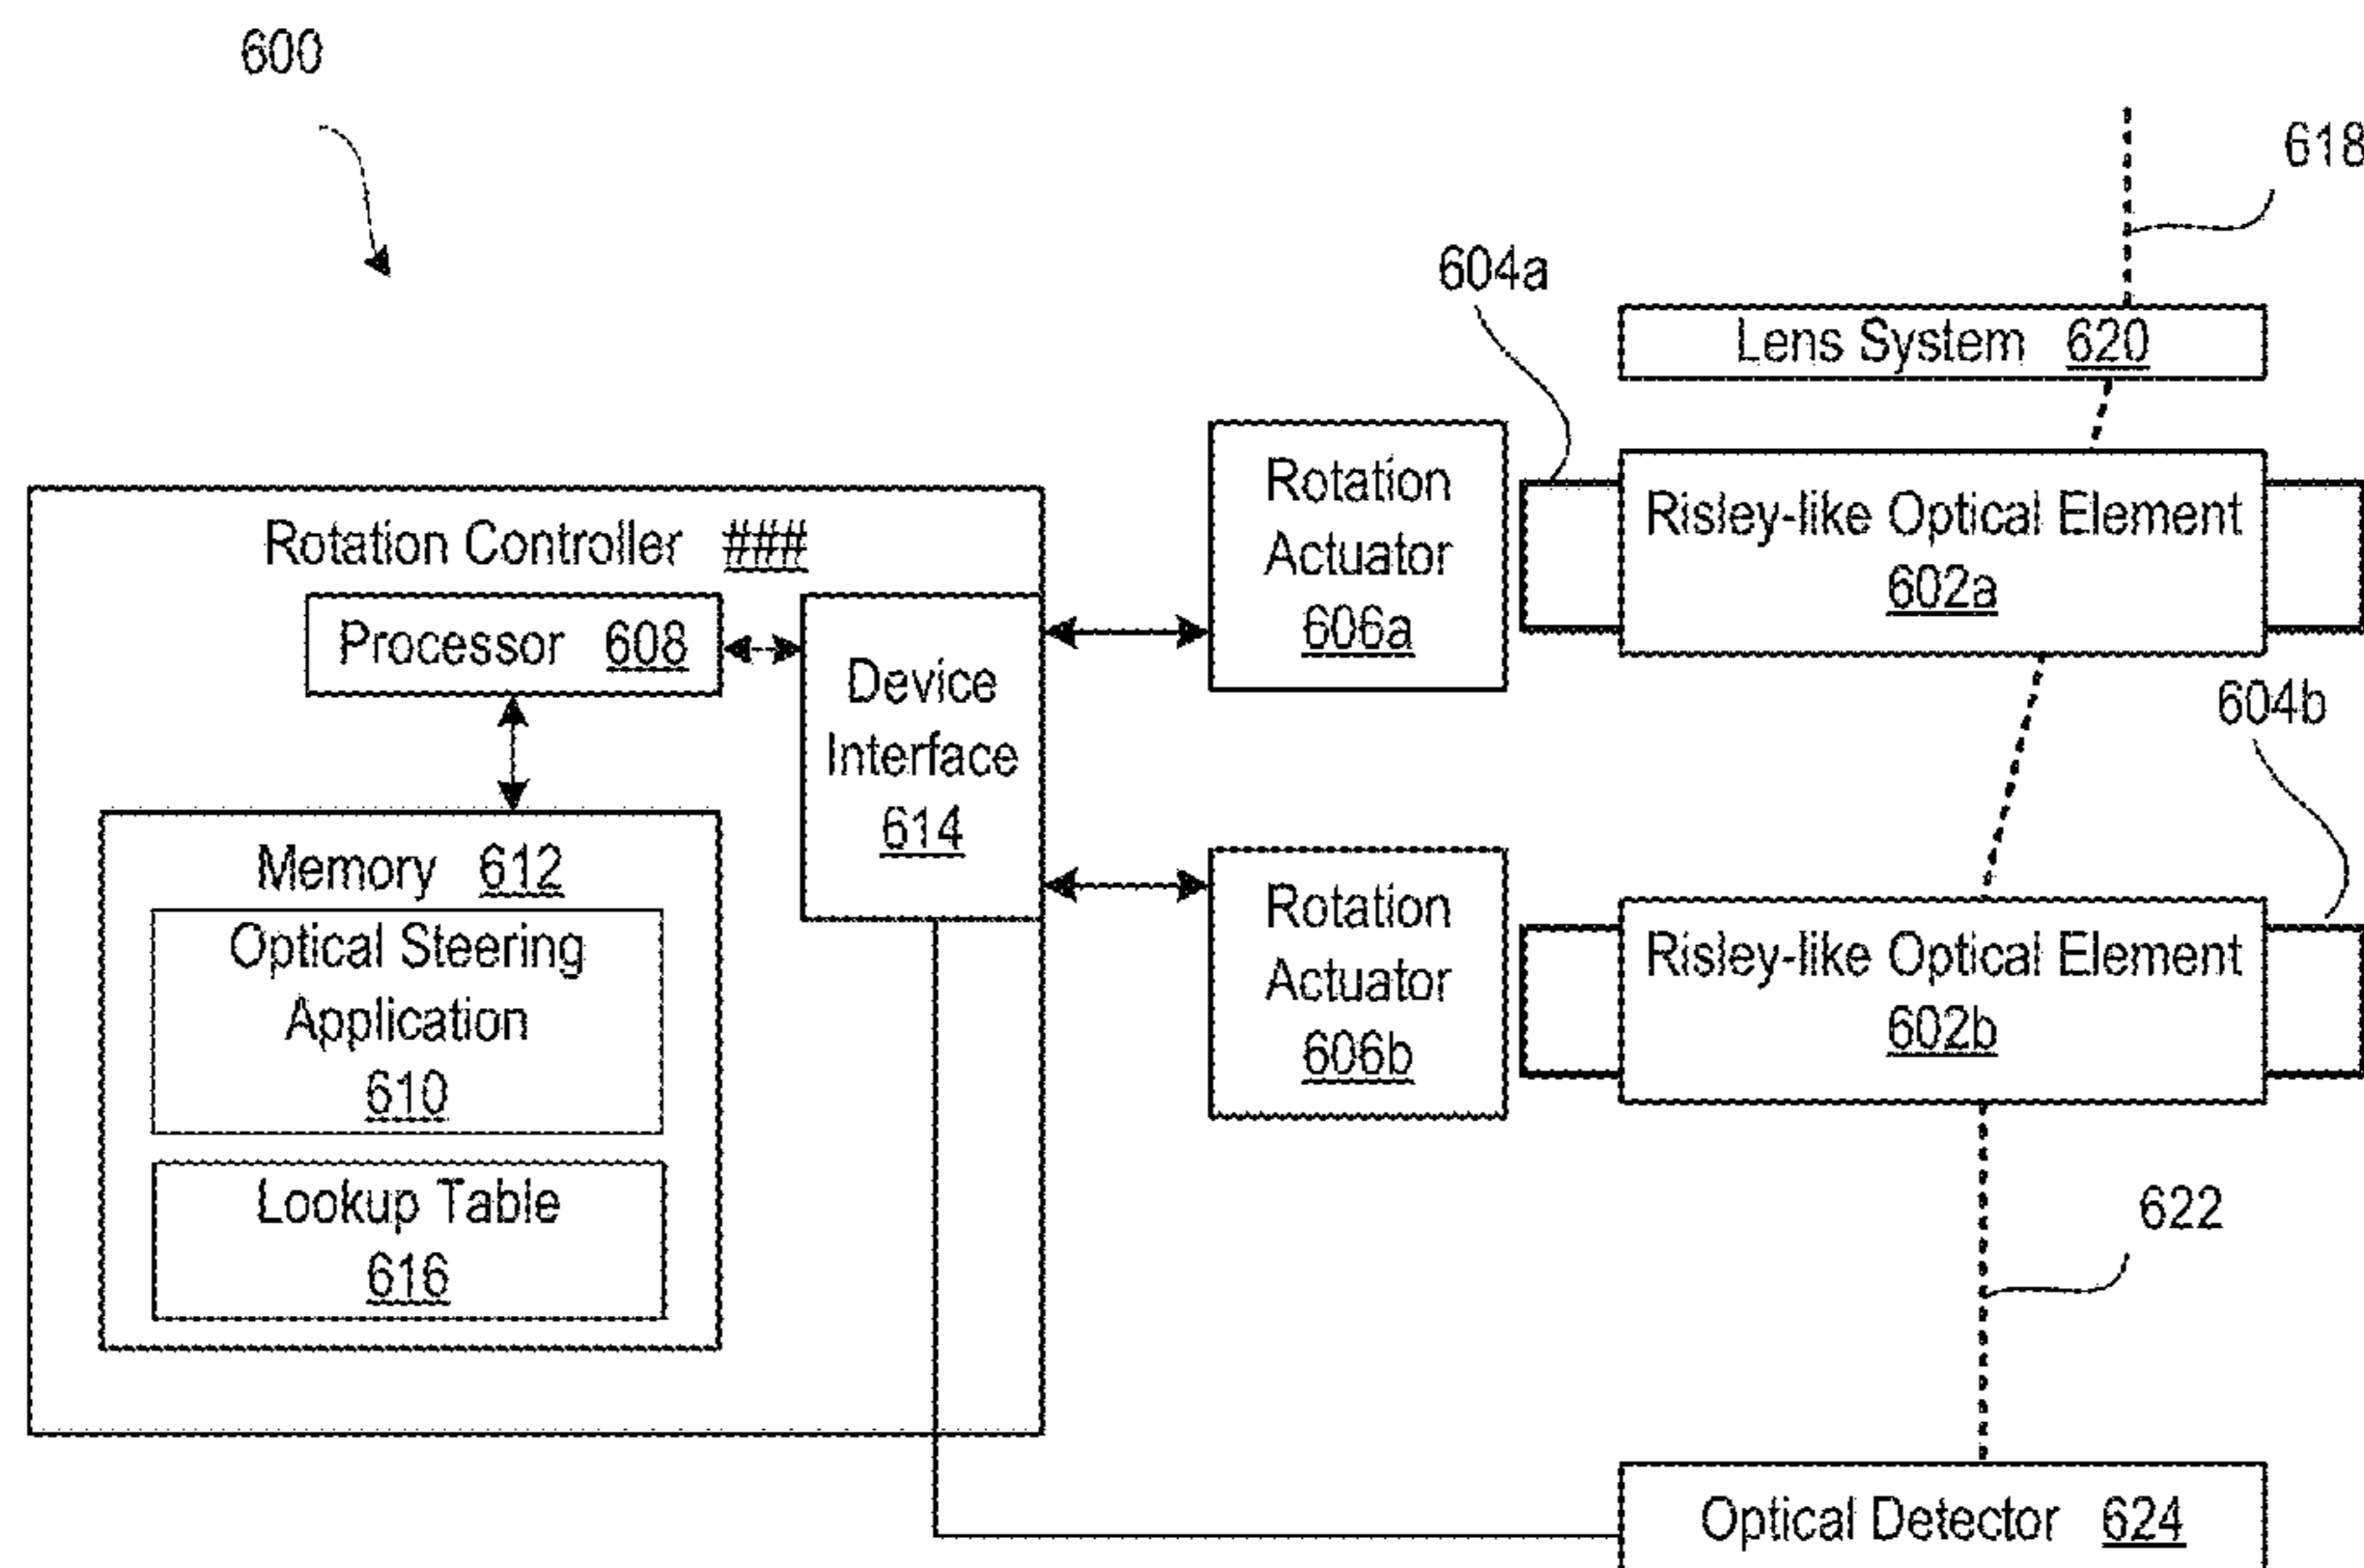 600
618
604a
Lens System 620
Rotation
Actuator
606a
Risley-like Optical Element
602a
Rotation Controller ###
Processor 608
Device
Interface
614
604b
Memory 612
Optical Steering
Application
610
Lookup Table
616
Rotation
Actuator
606b
Risley-like Optical Element
602b
622
Optical Detector 624